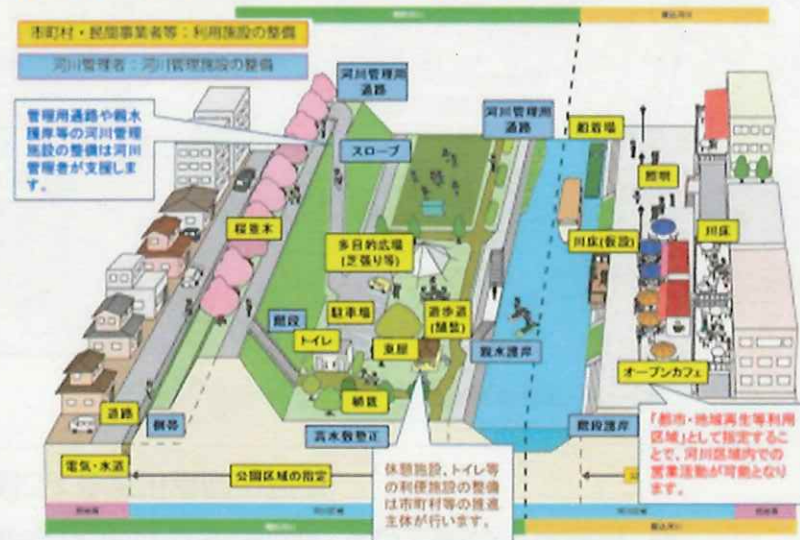 市町村・民間事業者等：利用施設の整備
河川管理者：河川管理施設の整備
管理用通路や親水
護岸等の河川管理
施設の整備は河川
管理者が支援しま
す。
河川管理用
通路
スロープ
河川管理用
通路
船着場
照明
桜並木
多目的広場
(芝張り等)
川床(仮設)
川床
階段
駐車場
遊歩道
(舗装)
トイレ
東屋
親水護岸
オープンカフェ
植栽
道路
側帯
高水敷整正
階段護岸
「都市・地域再生等利用
区域」として指定するこ
とで、河川区域内での
営業活動が可能となり
ます。
電気・水道
公園区域の指定
休憩施設、トイレ等
の利便施設の整備
は市町村等の推進
主体が行います。
河川区域